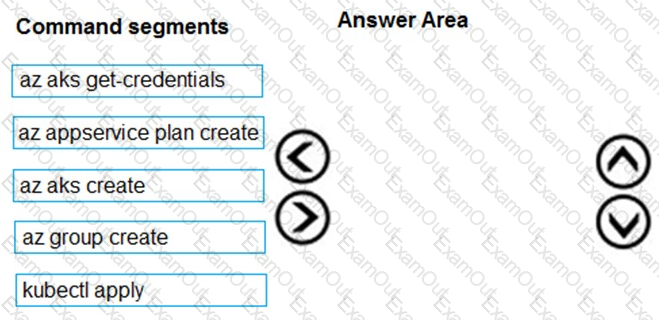 Command segments
Answer Area
az aks get-credentials
az appservice plan create
az aks create
az group create
kubectl apply